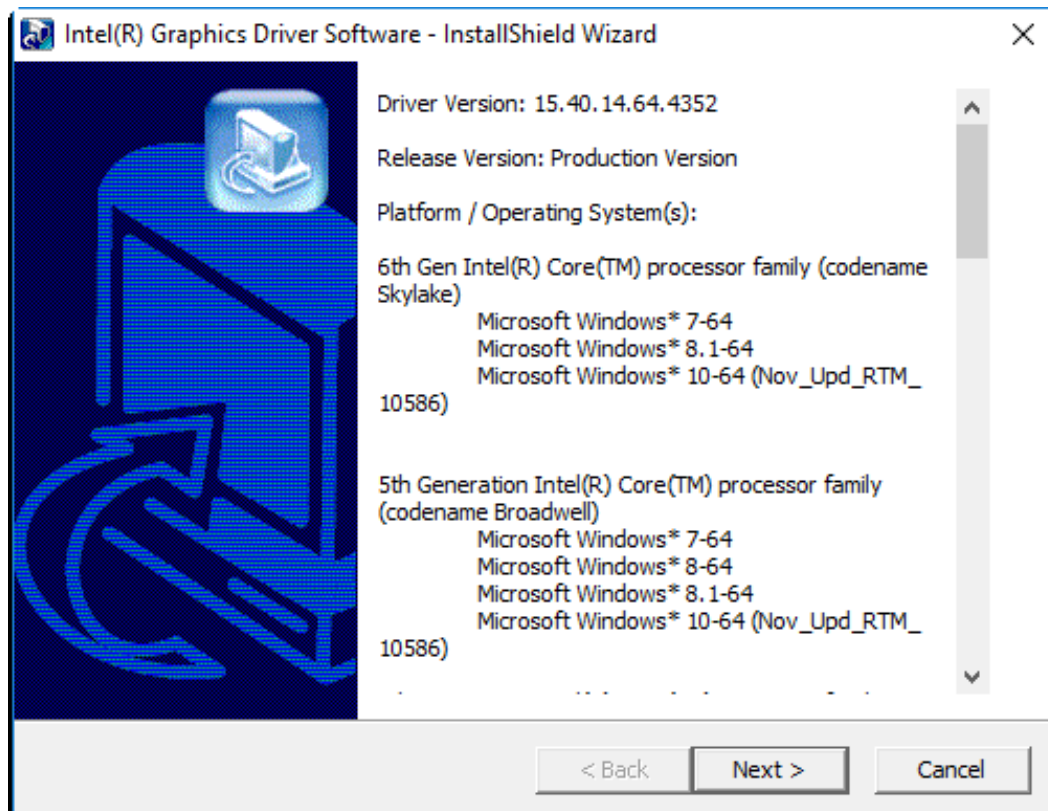 Intel(R) Graphics Driver Software - InstallShield Wizard
Driver Version: 15.40.14.64.4352
Release Version: Production Version
Platform / Operating System(s):
6th Gen Intel(R) Core(TM) processor family (codename
Skylake)
Microsoft Windows* 7-64
Microsoft Windows* 8.1-64
Microsoft Windows* 10-64 (Nov_Upd_RTM_
10586)
5th Generation Intel(R) Core(TM) processor family
(codename Broadwell)
Microsoft Windows* 7-64
Microsoft Windows* 8-64
Microsoft Windows* 8.1-64
Microsoft Windows* 10-64 (Nov_Upd_RTM_
10586)
< Back
Next >
Cancel